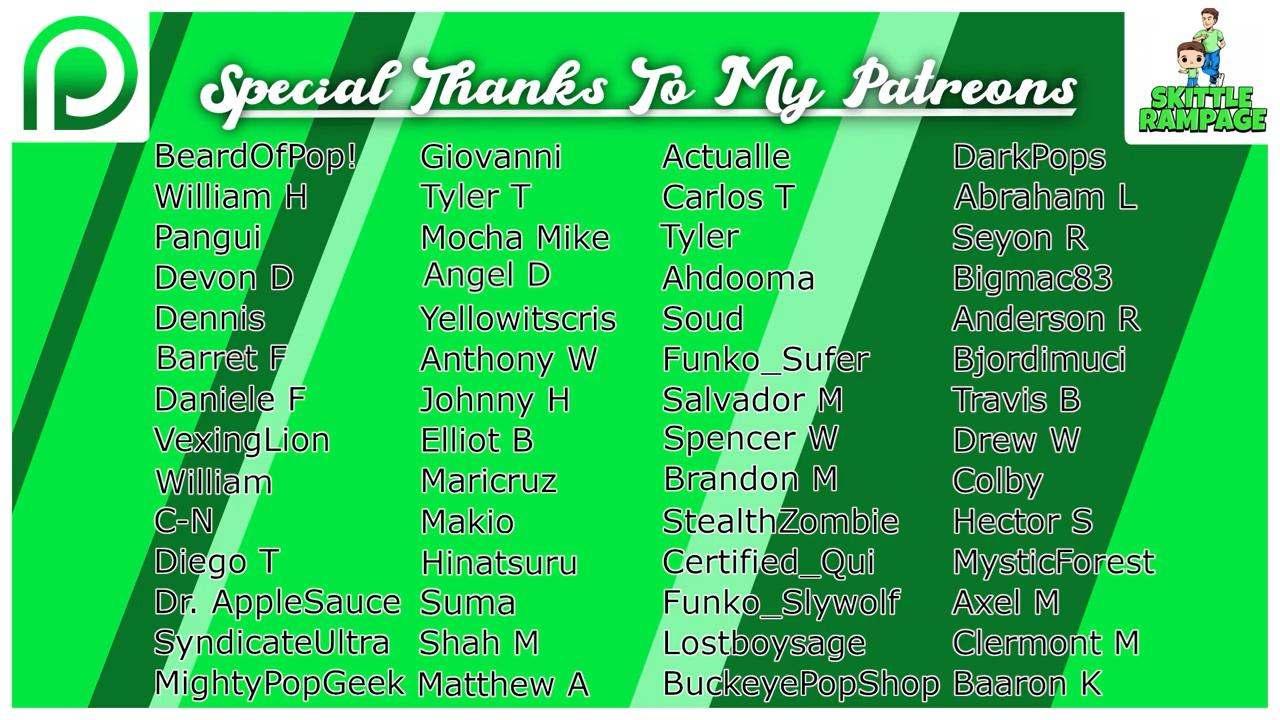 Special Thanks To My Patreons
SKITTLE
RAMPAGE
BeardOfPop!
William H
Pangui
Devon D
Dennis
Barret F
Daniele F
VexingLion
William
C-N
Diego T
Dr. AppleSauce
SyndicateUltra
MightyPopGeek
Giovanni
Tyler T
Mocha Mike
Angel D
Yellowitscris
Anthony W
Johnny H
Elliot B
Maricruz
Makio
Hinatsuru
Suma
Shah M
Matthew A
Actualle
Carlos T
Tyler
Ahdooma
Soud
Funko_Sufer
Salvador M
Spencer W
Brandon M
StealthZombie
Certified_Qui
Funko_Slywolf
Lostboysage
BuckeyePopShop
DarkPops
Abraham L
Seyon R
Bigmac83
Anderson R
Bjordimuci
Travis B
Drew W
Colby
Hector S
MysticForest
Axel M
Clermont M
Baaron K